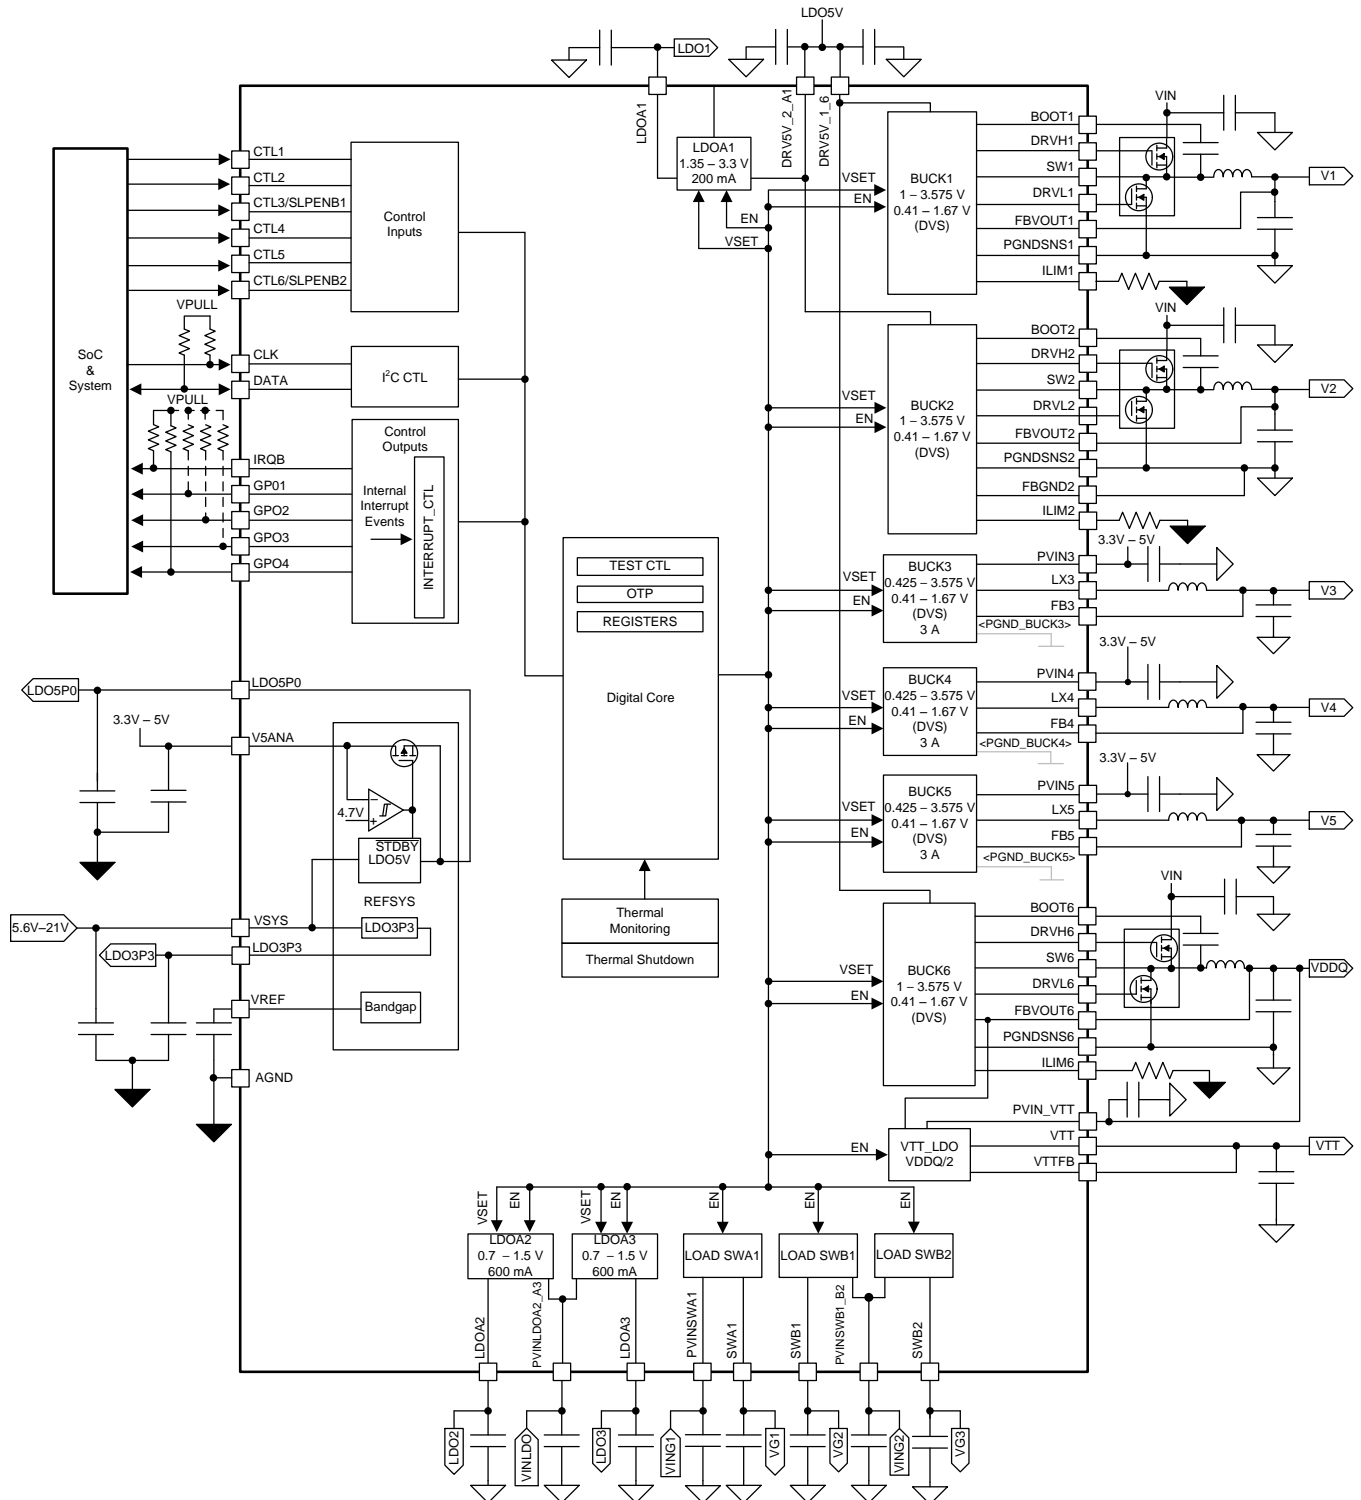 LDO5V
LDO1
LDOA1
DRV5V_2_A1
DRV5V_1_6
LDOA1
1.35 – 3.3 V
200 mA
EN
VSET
SoC
&
System
CTL1
CTL2
CTL3/SLPENB1
CTL4
CTL5
CTL6/SLPENB2
Control
Inputs
VPULL
CLK
DATA
I²C CTL
VPULL
IRQB
GP01
GPO2
GPO3
GPO4
Control
Outputs
Internal
Interrupt
Events
INTERRUPT_CTL
TEST CTL
OTP
REGISTERS
Digital Core
Thermal
Monitoring
Thermal Shutdown
LDO5P0
LDO5P0
3.3V – 5V
V5ANA
4.7V
STDBY
LDO5V
REFSYS
5.6V–21V
VSYS
LDO3P3
LDO3P3
LDO3P3
VREF
Bandgap
AGND
VSET
EN
BUCK1
1 – 3.575 V
0.41 – 1.67 V
(DVS)
BOOT1
DRVH1
SW1
DRVL1
FBVOUT1
PGNDSNS1
ILIM1
VIN
V1
VSET
EN
BUCK2
1 – 3.575 V
0.41 – 1.67 V
(DVS)
BOOT2
DRVH2
SW2
DRVL2
FBVOUT2
PGNDSNS2
FBGND2
ILIM2
VIN
V2
VSET
EN
BUCK3
0.425 – 3.575 V
0.41 – 1.67 V
(DVS)
3 A
PVIN3
LX3
FB3
<PGND_BUCK3>
3.3V – 5V
V3
VSET
EN
BUCK4
0.425 – 3.575 V
0.41 – 1.67 V
(DVS)
3 A
PVIN4
LX4
FB4
<PGND_BUCK4>
3.3V – 5V
V4
VSET
EN
BUCK5
0.425 – 3.575 V
0.41 – 1.67 V
(DVS)
3 A
PVIN5
LX5
FB5
<PGND_BUCK5>
3.3V – 5V
V5
VSET
EN
BUCK6
1 – 3.575 V
0.41 – 1.67 V
(DVS)
BOOT6
DRVH6
SW6
DRVL6
FBVOUT6
PGNDSNS6
ILIM6
VIN
VDDQ
PVIN_VTT
EN
VTT_LDO
VDDQ/2
VTT
VTTFB
VTT
VSET
EN
VSET
EN
EN
EN
EN
LDOA2
0.7 – 1.5 V
600 mA
LDOA3
0.7 – 1.5 V
600 mA
LOAD SWA1
LOAD SWB1
LOAD SWB2
LDOA2
PVINLDOA2_A3
LDOA3
PVINSWA1
SWA1
SWB1
PVINSWB1_B2
SWB2
LDO2
VINLDO
LDO3
VING1
VG1
VG2
VING2
VG3